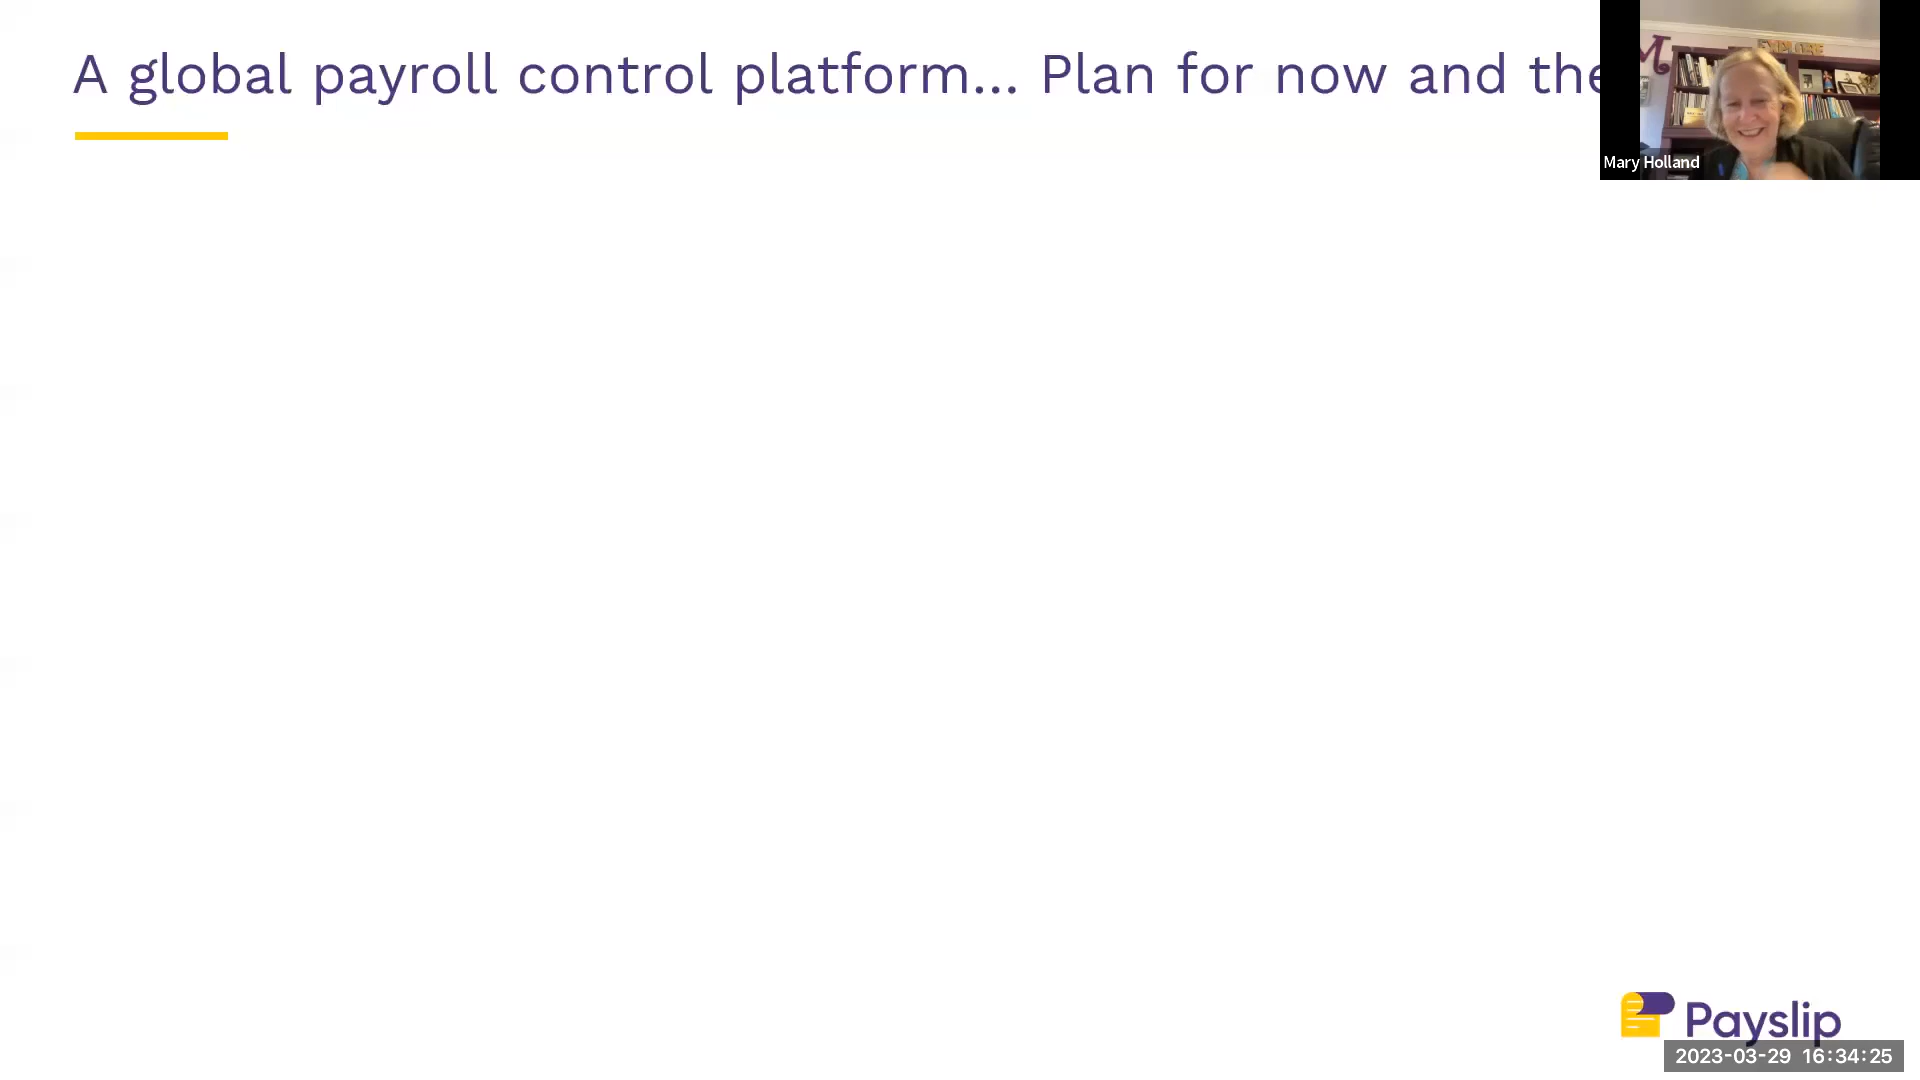 A global payroll control platform... Plan for now and the
Mary Holland
Payslip
2023-03-29 16:34:25